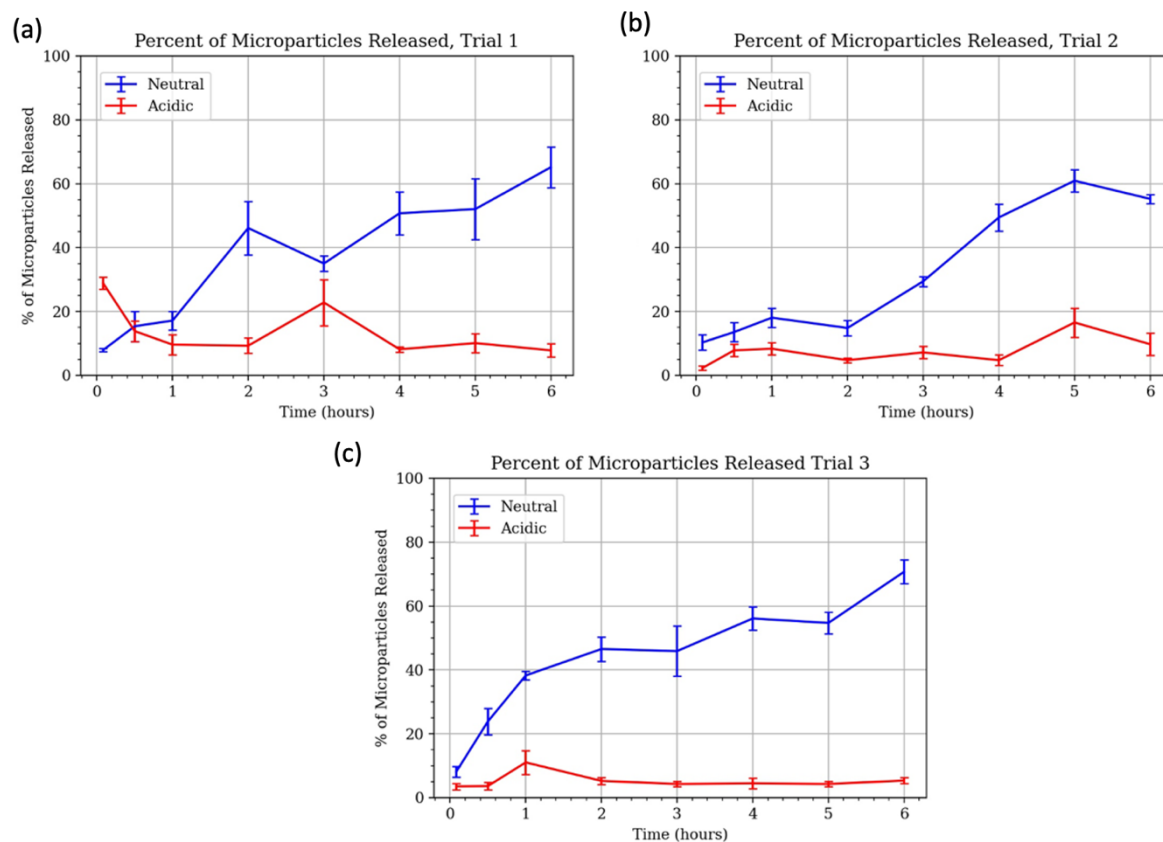 (a)
Percent of Microparticles Released, Trial 1
% of Microparticles Released
100
80
60
40
20
0
Neutral
Acidic
0 1 2 3 4 5 6
Time (hours)
(b)
Percent of Microparticles Released, Trial 2
100
80
60
40
20
0
Neutral
Acidic
0 1 2 3 4 5 6
Time (hours)
(c)
Percent of Microparticles Released Trial 3
% of Microparticles Released
100
80
60
40
20
0
Neutral
Acidic
0 1 2 3 4 5 6
Time (hours)